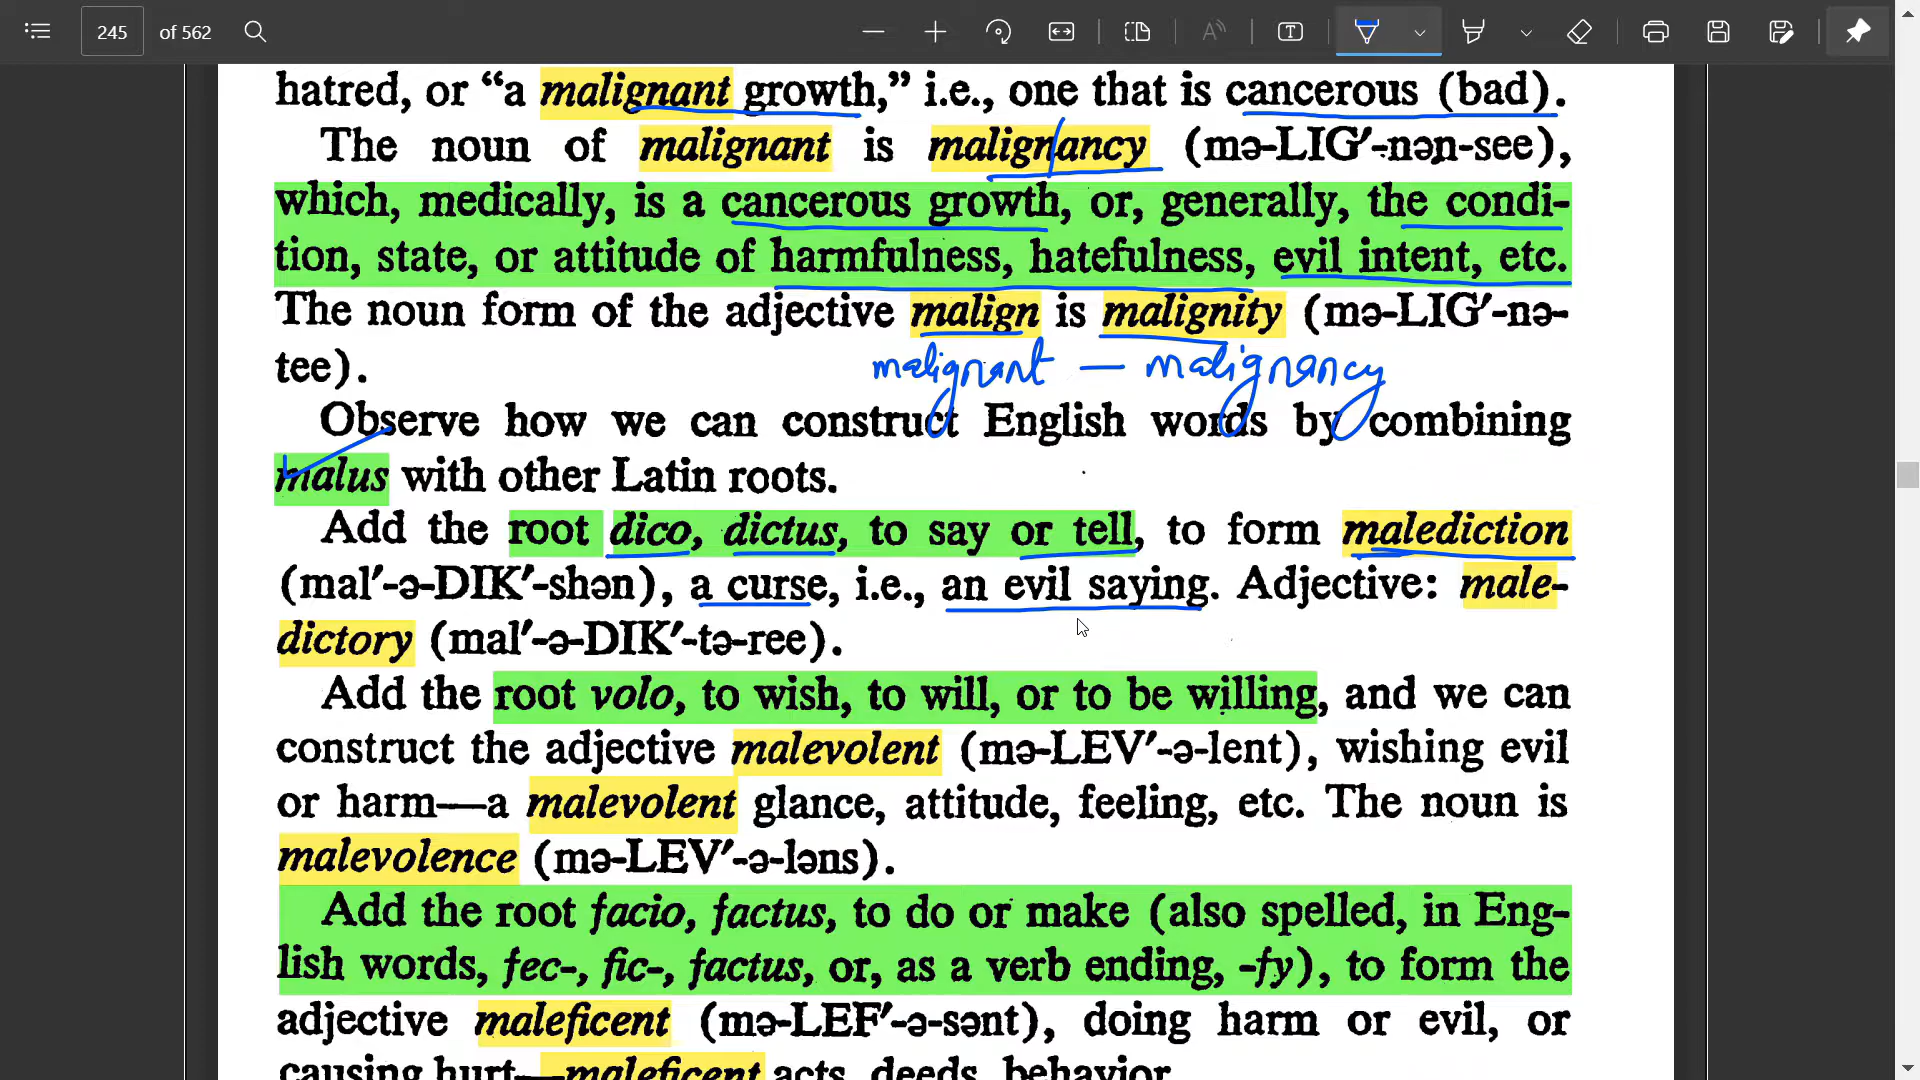 245 of 562
hatred, or “a malignant growth,” i.e., one that is cancerous (bad).
The noun of malignant is malignancy (mə-LIG′-nən-see),
which, medically, is a cancerous growth, or, generally, the condi-
tion, state, or attitude of harmfulness, hatefulness, evil intent, etc.
The noun form of the adjective malign is malignity (mə-LIG′-nə-
tee).
malignant — malignancy
Observe how we can construct English words by combining
malus with other Latin roots.
Add the root dico, dictus, to say or tell, to form malediction
(mal′-ə-DIK′-shən), a curse, i.e., an evil saying. Adjective: male-
dictory (mal′-ə-DIK′-tə-ree).
Add the root volo, to wish, to will, or to be willing, and we can
construct the adjective malevolent (mə-LEV′-ə-lent), wishing evil
or harm—a malevolent glance, attitude, feeling, etc. The noun is
malevolence (mə-LEV′-ə-ləns).
Add the root facio, factus, to do or make (also spelled, in Eng-
lish words, fec-, fic-, factus, or, as a verb ending, -fy), to form the
adjective maleficent (mə-LEF′-ə-sənt), doing harm or evil, or
causing hurt—maleficent acts, deeds, behavior.